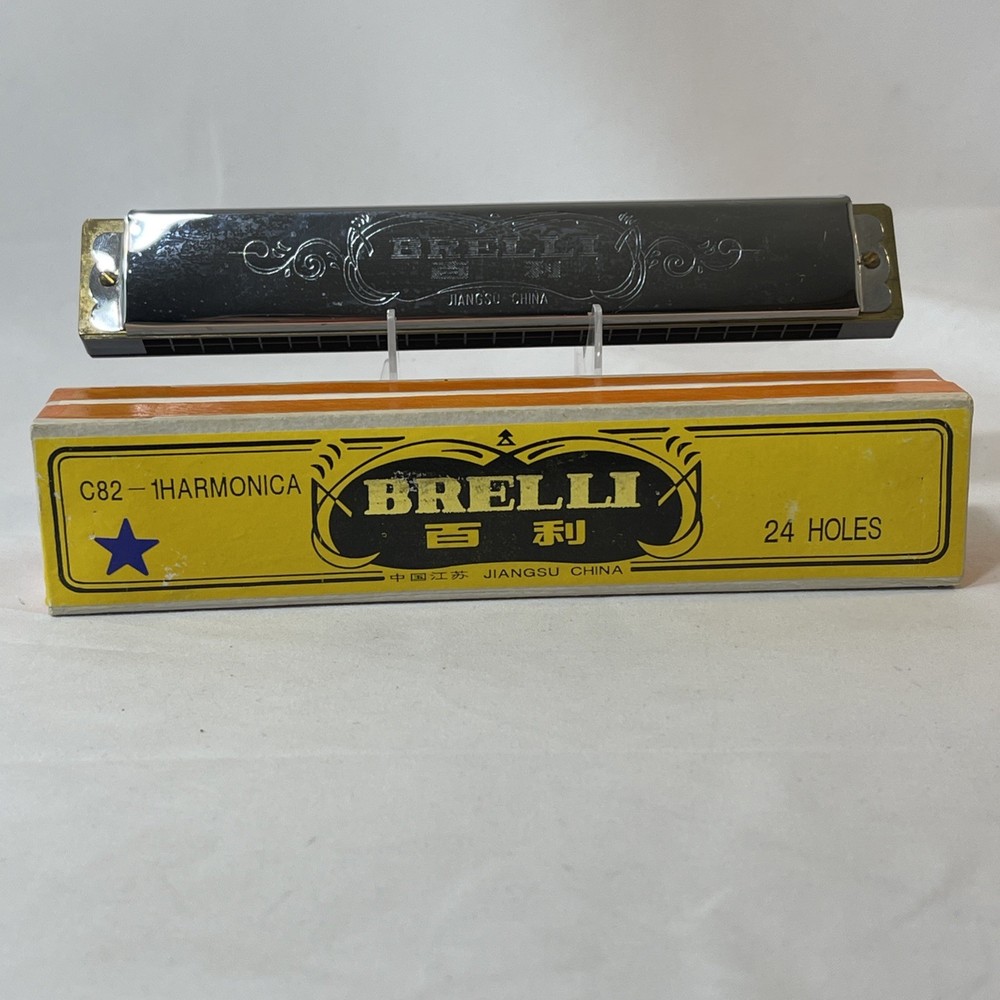 BRELLI
百利
JIANGSU CHINA
C82-1HARMONICA
BRELLI
百利
24 HOLES
中国江苏 JIANGSU CHINA